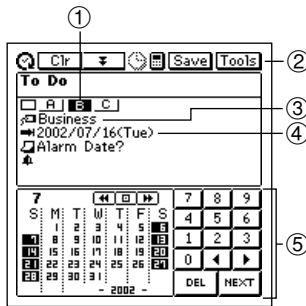 ①
Clr Save Tools ②
To Do
A B C
Business ③
2002/07/16(Tue) ④
Alarm Date?
7
S M T W T F S
1 2 3 4 5 6
7 8 9 10 11 12 13
14 15 16 17 18 19 20
21 22 23 24 25 26 27
28 29 30 31
- 2002 -
7 8 9
4 5 6
1 2 3
0
DEL NEXT
⑤